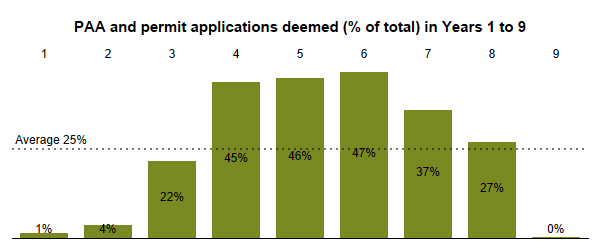 PAA and permit applications deemed (% of total) in Years 1 to 9
1 2 3 4 5 6 7 8 9
Average 25%
1% 4% 22% 45% 46% 47% 37% 27% 0%